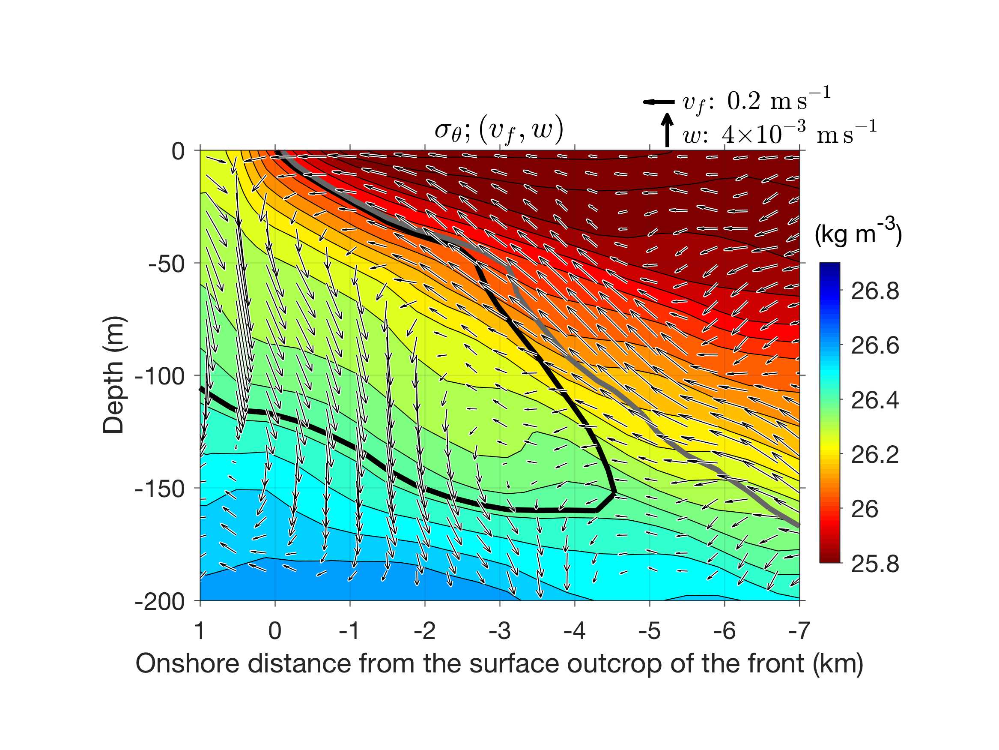 v_f: 0.2 m s^{-1}
σ_θ; (v_f, w)
w: 4×10^{-3} m s^{-1}
0
-50
-100
-150
-200
Depth (m)
1 0 -1 -2 -3 -4 -5 -6 -7
Onshore distance from the surface outcrop of the front (km)
(kg m^{-3})
26.8
26.6
26.4
26.2
26
25.8